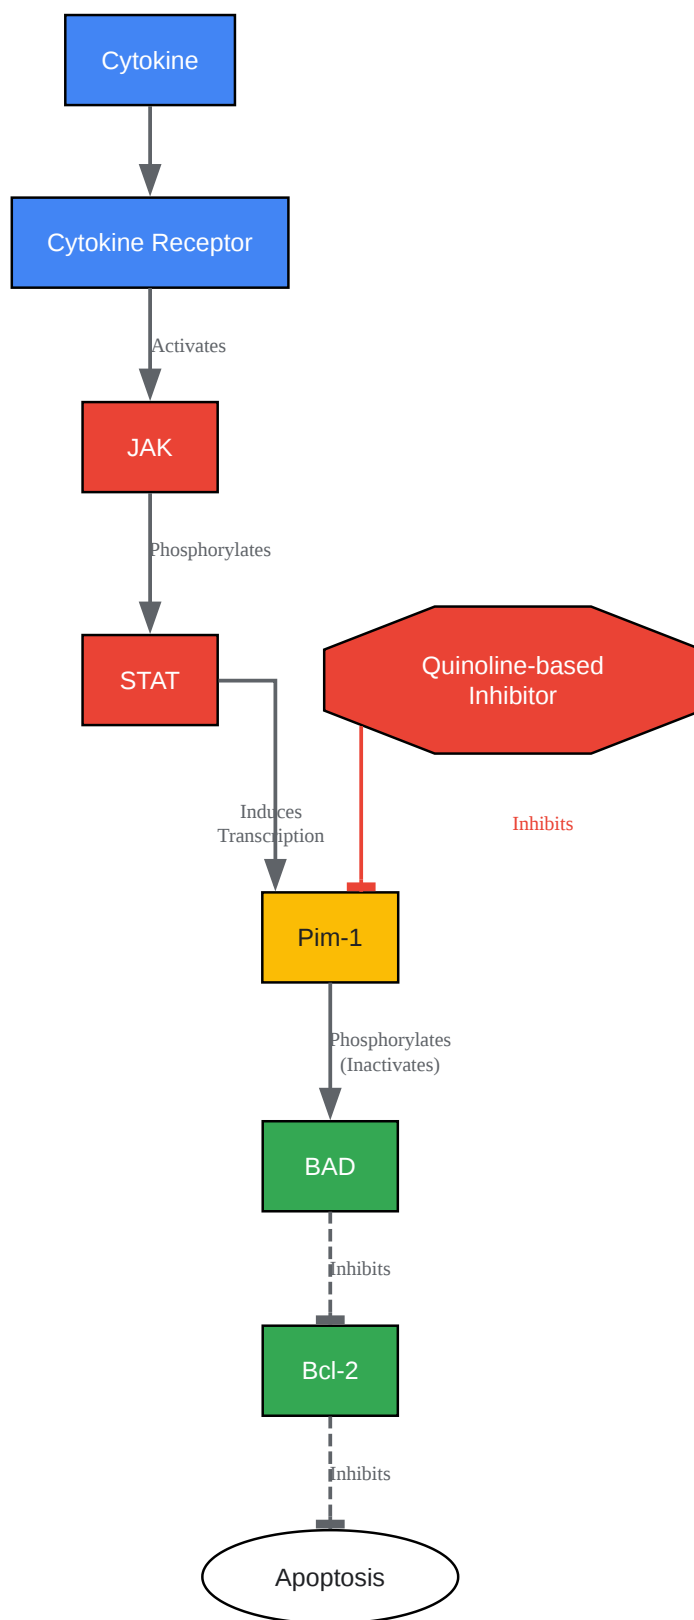 Cytokine
Cytokine Receptor
Activates
JAK
Phosphorylates
STAT
Quinoline-based
Inhibitor
Induces
Transcription
Inhibits
Pim-1
Phosphorylates
(Inactivates)
BAD
Inhibits
Bcl-2
Inhibits
Apoptosis